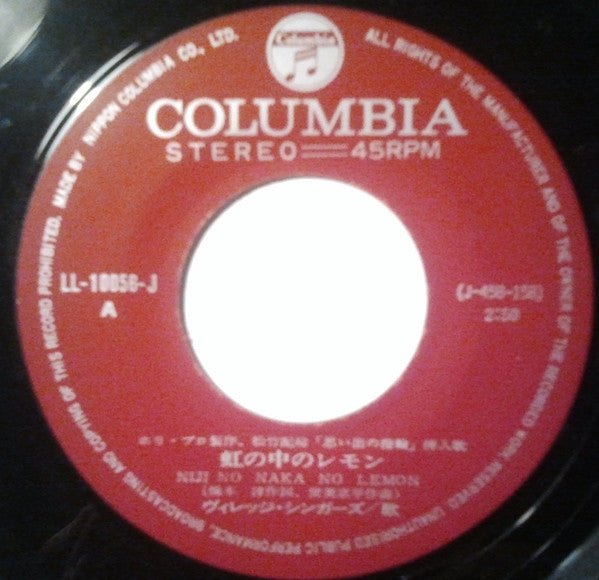 Columbia
COLUMBIA
STEREO 45RPM
MADE BY NIPPON COLUMBIA CO., LTD. ALL RIGHTS OF THE MANUFACTURER AND OF THE OWNER OF THE RECORDED WORK RESERVED UNAUTHORISED PUBLIC PERFORMANCE, BROADCASTING AND COPYING OF THIS RECORD PROHIBITED.
LL-10056-J
A
2:50
ホリ・プロ製作、松竹配給「思い出の指輪」挿入歌
虹の中のレモン
NIJI NO NAKA NO LEMON
ヴィレッジ・シンガーズ/歌